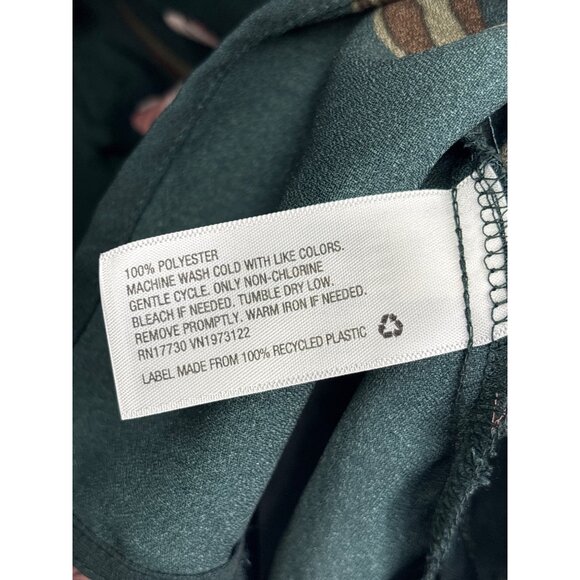 100% POLYESTER
MACHINE WASH COLD WITH LIKE COLORS.
GENTLE CYCLE. ONLY NON-CHLORINE
BLEACH IF NEEDED. TUMBLE DRY LOW.
REMOVE PROMPTLY. WARM IRON IF NEEDED.
RN17730 VN1973122
LABEL MADE FROM 100% RECYCLED PLASTIC